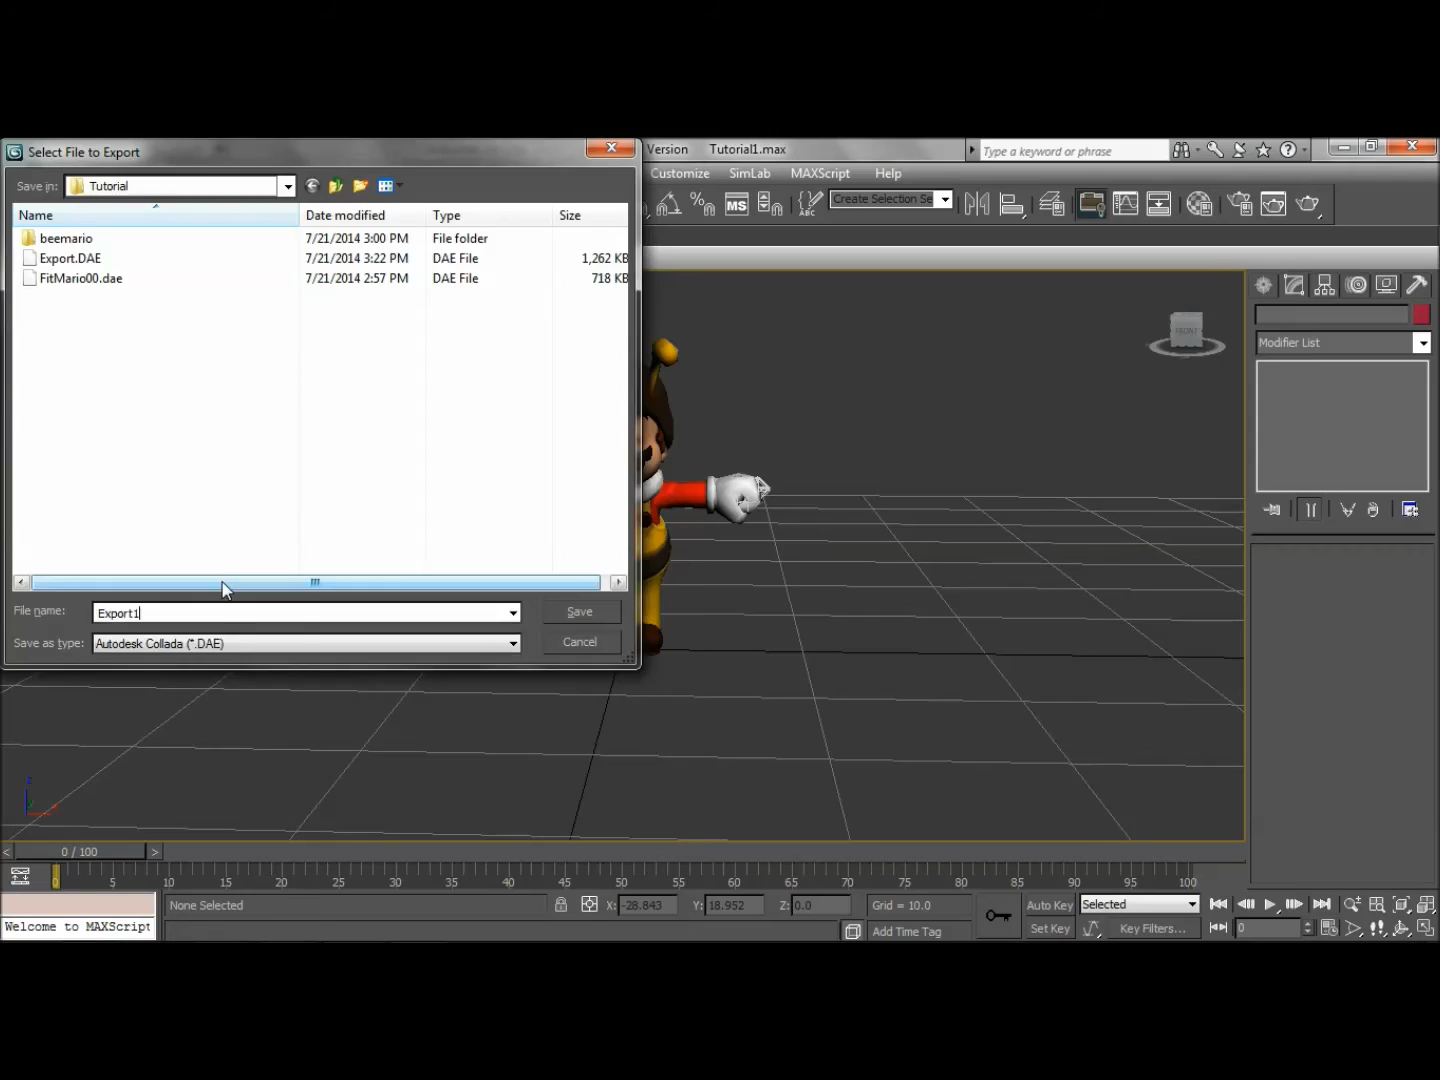 Select File to Export
Version Tutorial1.max
Type a keyword or phrase
Save in: Tutorial
Customize SimLab MAXScript Help
Create Selection Se
Name Date modified Type Size
beemario 7/21/2014 3:00 PM File folder
Export.DAE 7/21/2014 3:22 PM DAE File 1,262 KB
FitMario00.dae 7/21/2014 2:57 PM DAE File 718 KB
MS
ABC
FRONT
Modifier List
File name: Export1 Save
Save as type: Autodesk Collada (*.DAE) Cancel
z
y
x
< 0 / 100 >
0 5 10 15 20 25 30 35 40 45 50 55 60 65 70 75 80 85 90 95 100
None Selected X: -28.843 Y: 18.952 Z: 0.0 Grid = 10.0 Auto Key Selected
Welcome to MAXScript Add Time Tag Set Key Key Filters... 0